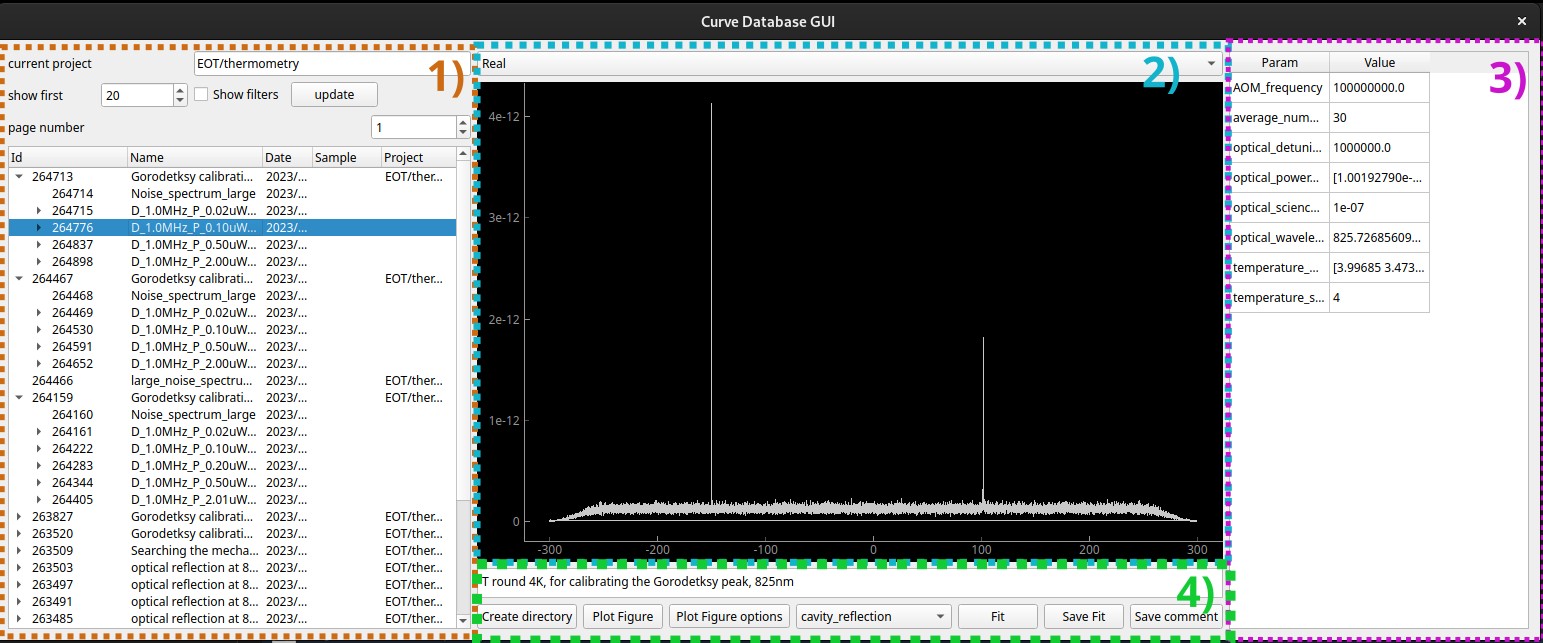 Curve Database GUI ×
current project EOT/thermometry 1)
show first 20 Show filters update
page number 1
Id Name Date Sample Project
264713 Gorodetksy calibrati... 2023/... EOT/ther...
264714 Noise_spectrum_large 2023/...
264715 D_1.0MHz_P_0.02uW... 2023/...
264776 D_1.0MHz_P_0.10uW... 2023/...
264837 D_1.0MHz_P_0.50uW... 2023/...
264898 D_1.0MHz_P_2.00uW... 2023/...
264467 Gorodetksy calibrati... 2023/... EOT/ther...
264468 Noise_spectrum_large 2023/...
264469 D_1.0MHz_P_0.02uW... 2023/...
264530 D_1.0MHz_P_0.10uW... 2023/...
264591 D_1.0MHz_P_0.50uW... 2023/...
264652 D_1.0MHz_P_2.00uW... 2023/...
264466 large_noise_spectru... 2023/... EOT/ther...
264159 Gorodetksy calibrati... 2023/... EOT/ther...
264160 Noise_spectrum_large 2023/...
264161 D_1.0MHz_P_0.02uW... 2023/...
264222 D_1.0MHz_P_0.10uW... 2023/...
264283 D_1.0MHz_P_0.20uW... 2023/...
264344 D_1.0MHz_P_0.50uW... 2023/...
264405 D_1.0MHz_P_2.01uW... 2023/...
263827 Gorodetksy calibrati... 2023/... EOT/ther...
263520 Gorodetksy calibrati... 2023/... EOT/ther...
263509 Searching the mecha... 2023/... EOT/ther...
263503 optical reflection at 8... 2023/... EOT/ther...
263497 optical reflection at 8... 2023/... EOT/ther...
263491 optical reflection at 8... 2023/... EOT/ther...
263485 optical reflection at 8... 2023/... EOT/ther...
Real 2)
4e-12
3e-12
2e-12
1e-12
0
-300 -200 -100 0 100 200 300
T round 4K, for calibrating the Gorodetksy peak, 825nm 4)
Create directory Plot Figure Plot Figure options cavity_reflection Fit Save Fit Save comment
Param Value 3)
AOM_frequency 100000000.0
average_num... 30
optical_detuni... 1000000.0
optical_power... [1.00192790e-...
optical_scienc... 1e-07
optical_wavele... 825.72685609...
temperature_... [3.99685 3.473...
temperature_s... 4